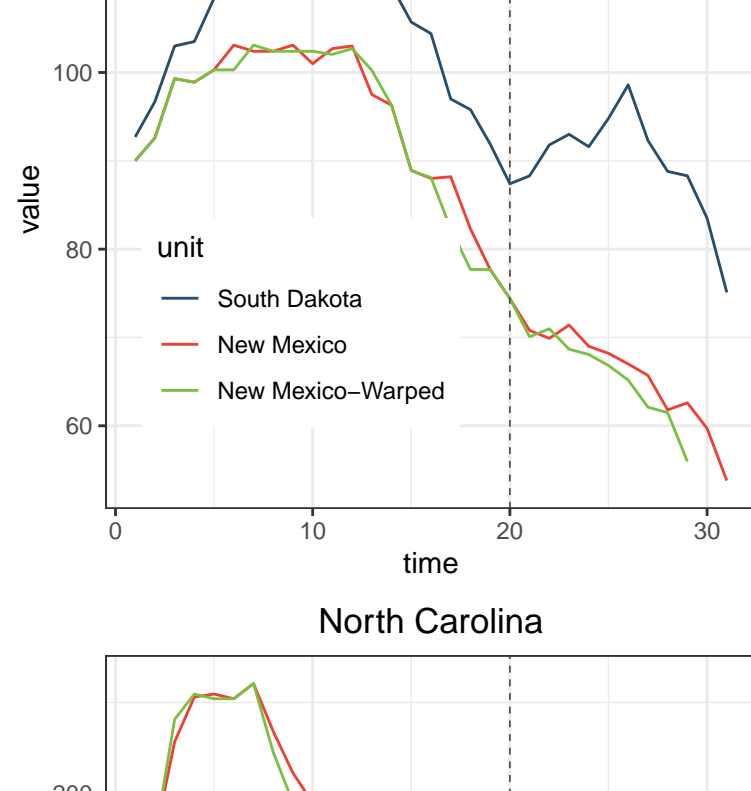 100
80
60
value
unit
South Dakota
New Mexico
New Mexico−Warped
0 10 20 30
time
North Carolina